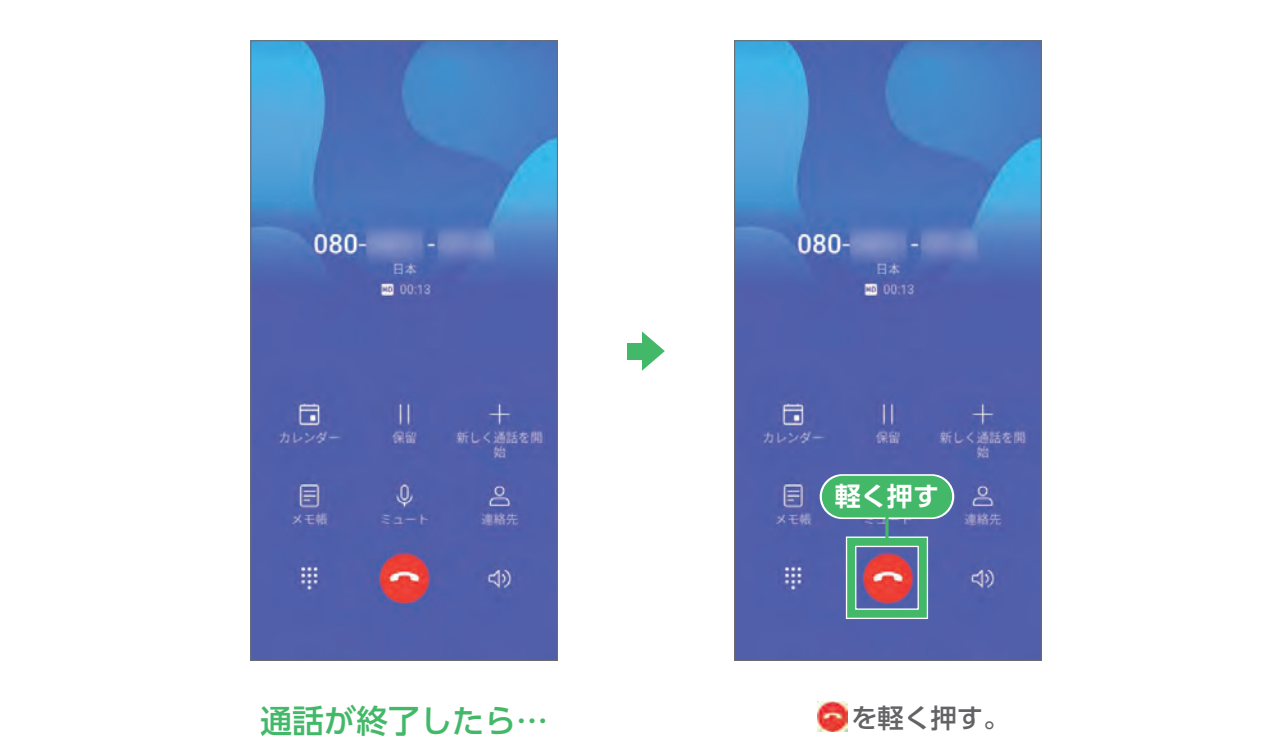 080- -
日本
HD 00:13
カレンダー
保留
新しく通話を開
始
メモ帳
ミュート
連絡先
通話が終了したら…
080- -
日本
HD 00:13
カレンダー
保留
新しく通話を開
始
軽く押す
メモ帳
連絡先
を軽く押す。